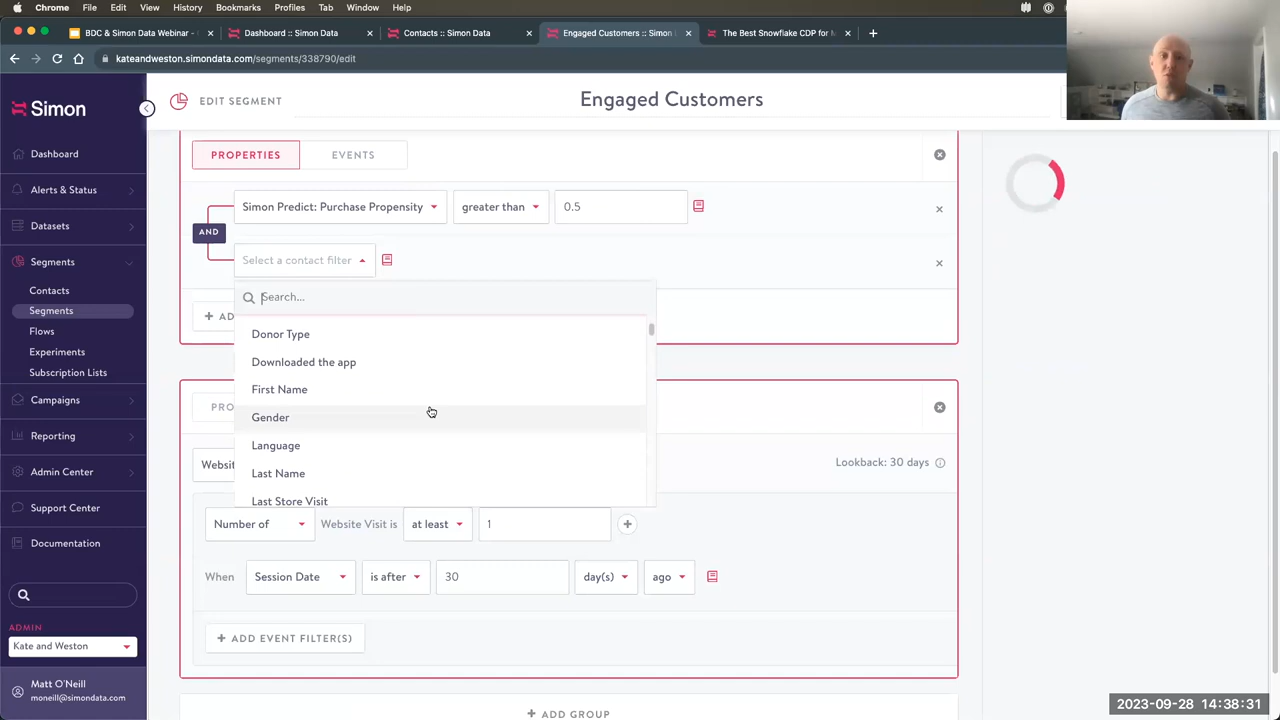 Chrome File Edit View History Bookmarks Profiles Tab Window Help
BDC & Simon Data Webinar -
Dashboard :: Simon Data
Contacts :: Simon Data
Engaged Customers :: Simon
The Best Snowflake CDP for M
kateandweston.simondata.com/segments/338790/edit
Simon
EDIT SEGMENT
Engaged Customers
Dashboard
Alerts & Status
Datasets
Segments
Contacts
Segments
Flows
Experiments
Subscription Lists
Campaigns
Reporting
Admin Center
Support Center
Documentation
ADMIN
Kate and Weston
Matt O'Neill
moneill@simondata.com
PROPERTIES EVENTS
Simon Predict: Purchase Propensity greater than 0.5
AND
Select a contact filter
+ AD
Search...
Donor Type
Downloaded the app
First Name
Gender
Language
Last Name
Last Store Visit
PRO
Websit
Lookback: 30 days
Number of Website Visit is at least 1
When Session Date is after 30 day(s) ago
+ ADD EVENT FILTER(S)
+ ADD GROUP
2023-09-28 14:38:31